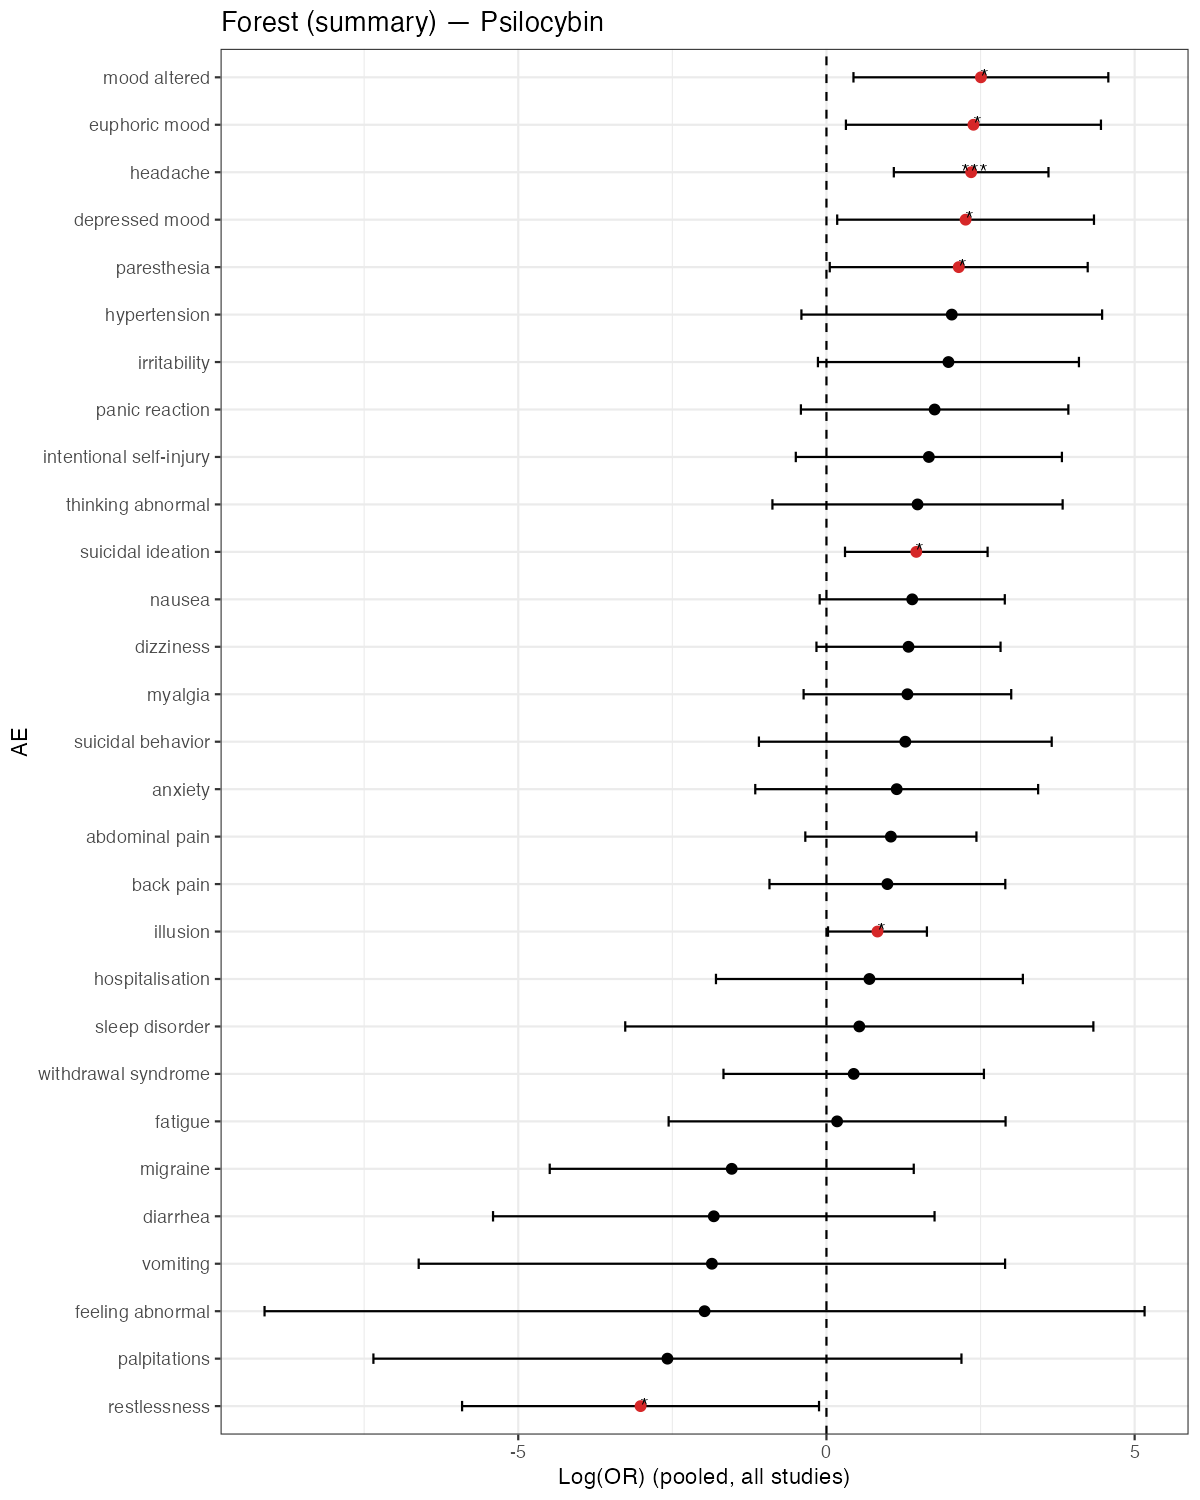 Forest (summary) — Psilocybin
mood altered
*
euphoric mood
*
headache
***
depressed mood
*
paresthesia
*
hypertension
irritability
panic reaction
intentional self-injury
thinking abnormal
suicidal ideation
*
nausea
dizziness
myalgia
suicidal behavior
anxiety
abdominal pain
back pain
illusion
*
hospitalisation
sleep disorder
withdrawal syndrome
fatigue
migraine
diarrhea
vomiting
feeling abnormal
palpitations
restlessness
*
AE
-5 0 5
Log(OR) (pooled, all studies)